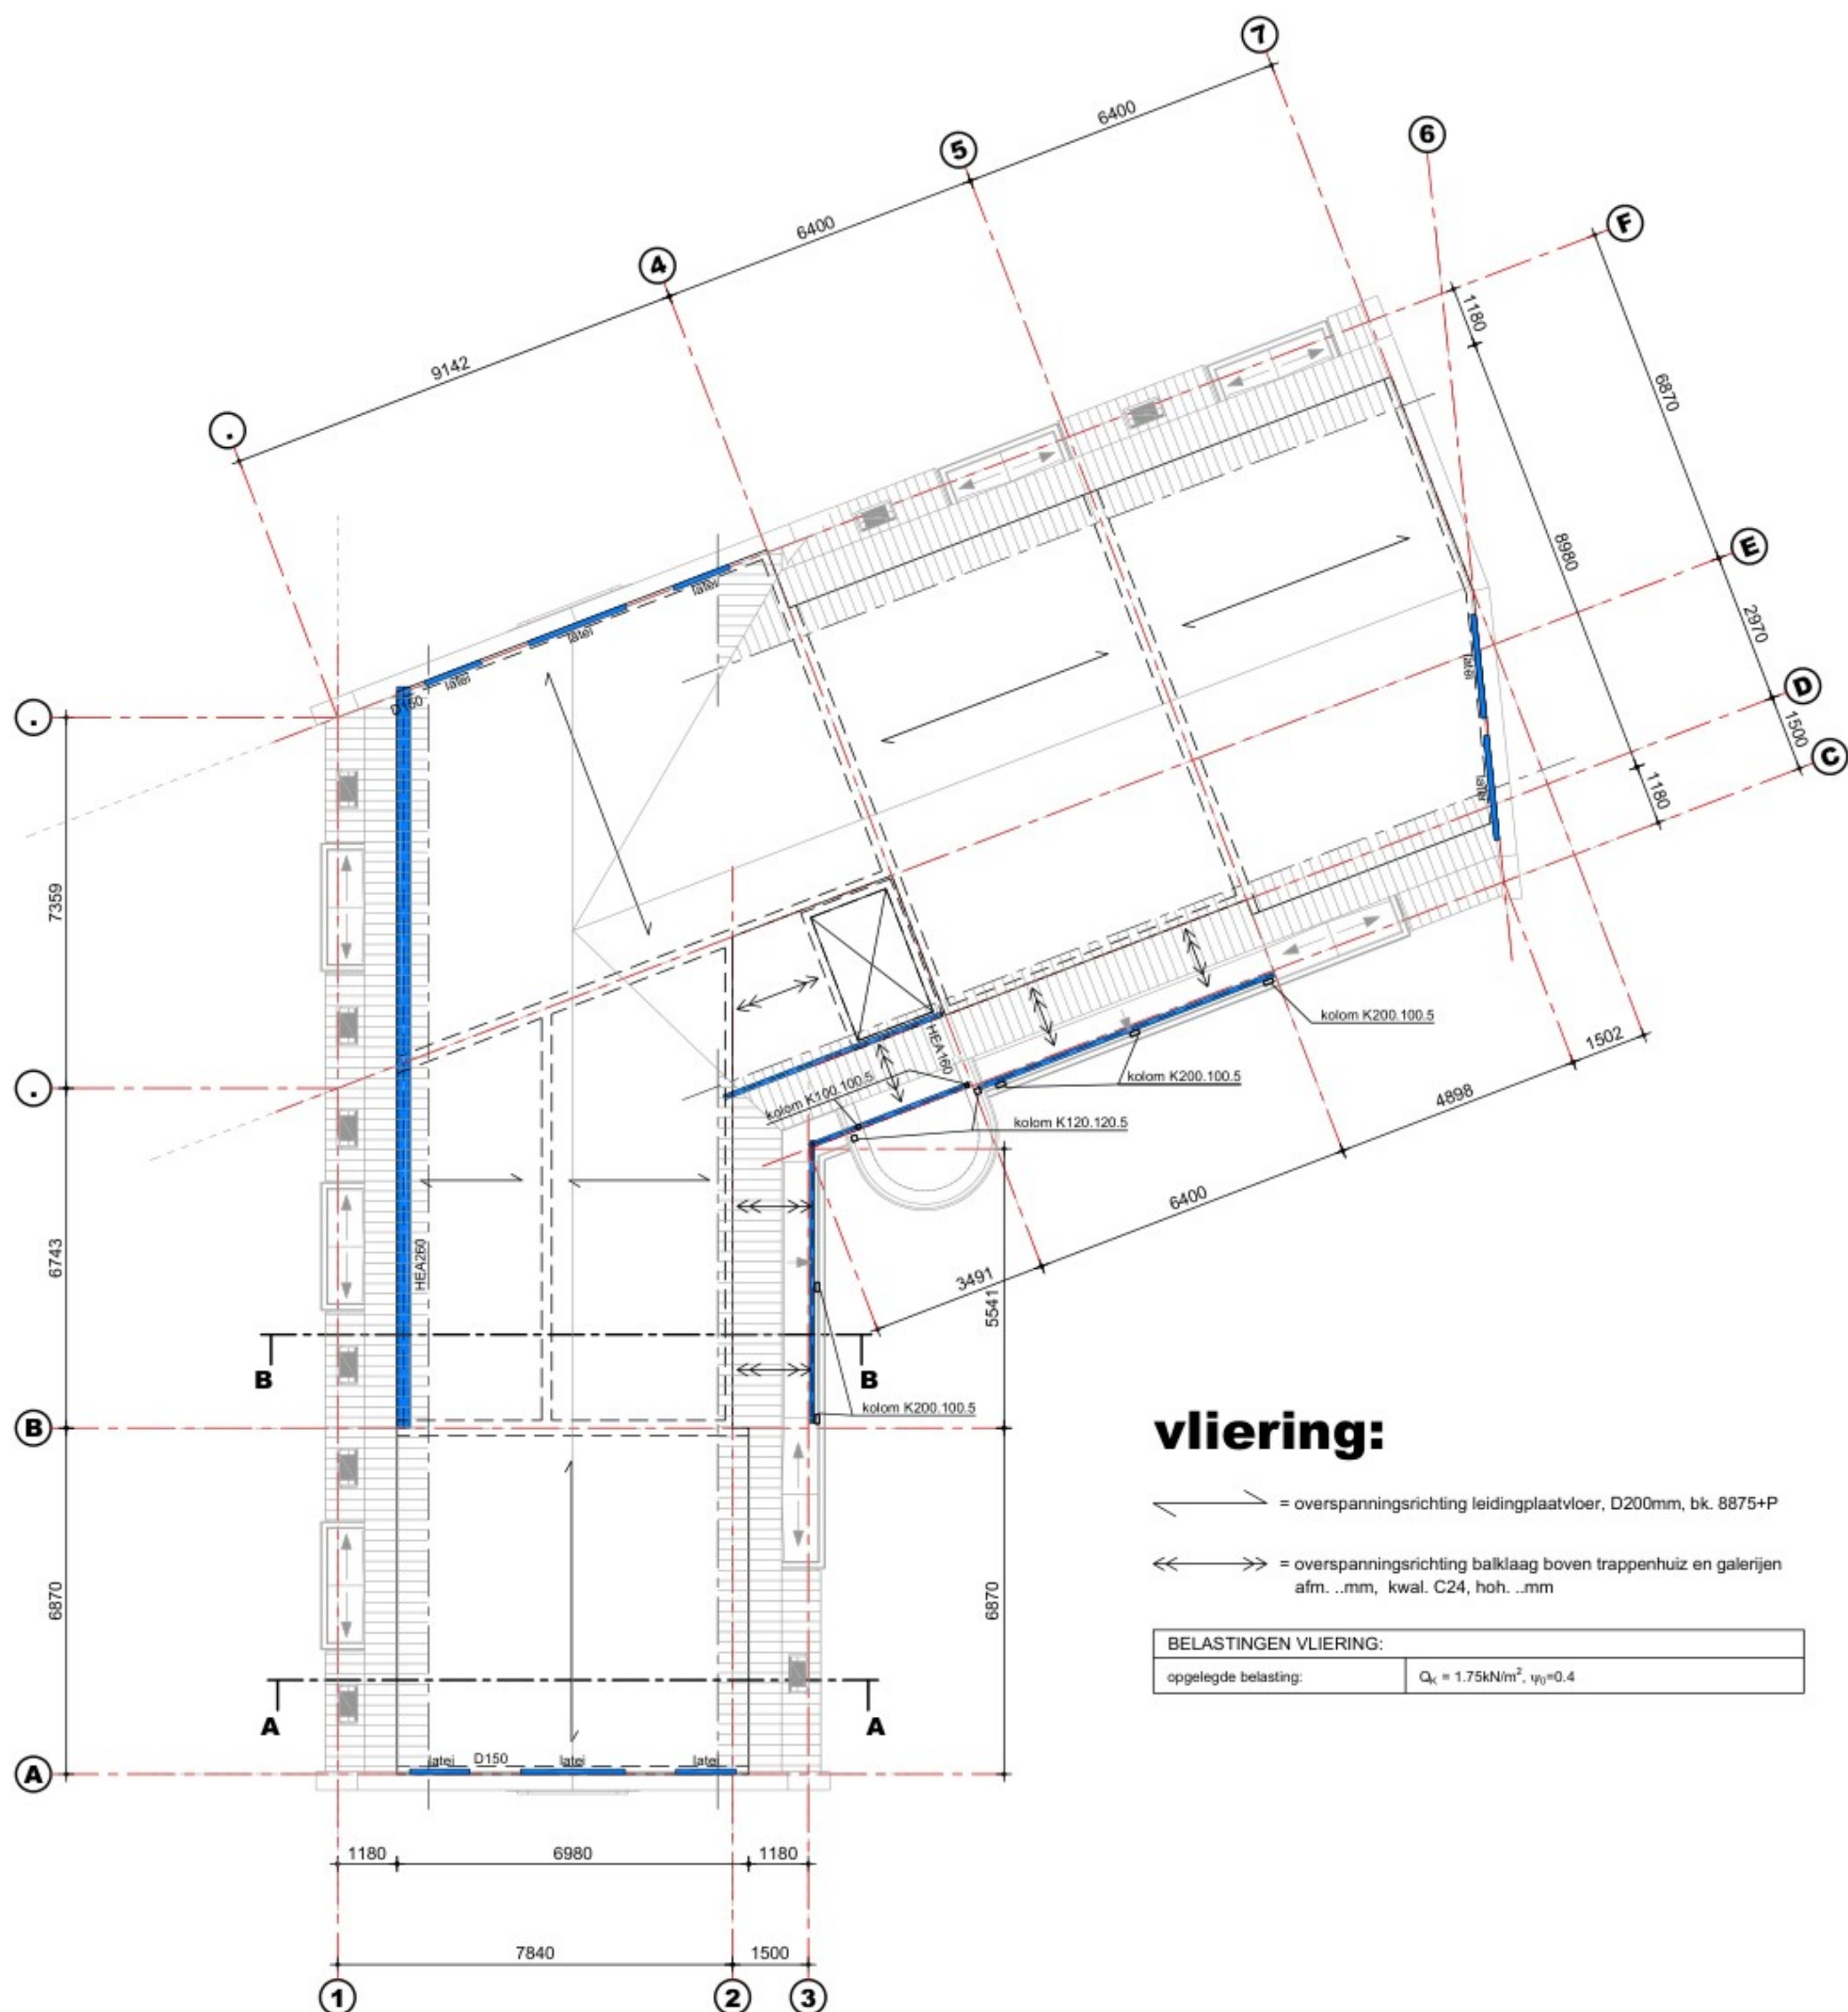 7
6400
5
6
6400
F
4
1180
9142
6870
.
8980
E
latei
latei
latei
D150
.
2970
latei
D
1500
C
latei
1180
7359
HEA160
kolom K200.100.5
1502
kolom K100.100.5
kolom K200.100.5
4898
.
kolom K120.120.5
6400
6743
HEA260
3491
5541
B
B
kolom K200.100.5
B
vliering:
= overspanningsrichting leidingplaatvloer, D200mm, bk. 8875+P
= overspanningsrichting balklaag boven trappenhuiz en galerijen
afm. ..mm, kwal. C24, hoh. ..mm
6870
6870
BELASTINGEN VLIERING:
opgelegde belasting:
Qₖ = 1.75kN/m², ψ₀=0.4
A
A
latei
D150
latei
latei
A
1180
6980
1180
7840
1500
1
2
3